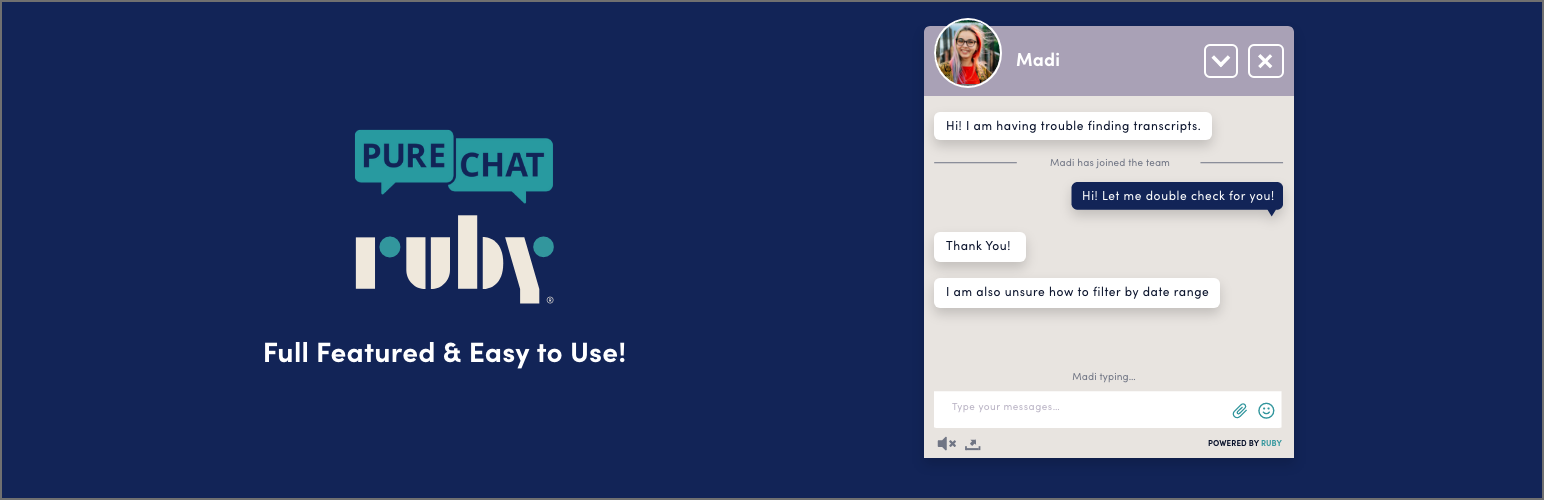 PURE
CHAT
ruby®
Full Featured & Easy to Use!
Madi
Hi! I am having trouble finding transcripts.
Madi has joined the team
Hi! Let me double check for you!
Thank You!
I am also unsure how to filter by date range
Madi typing...
Type your messages...
POWERED BY RUBY